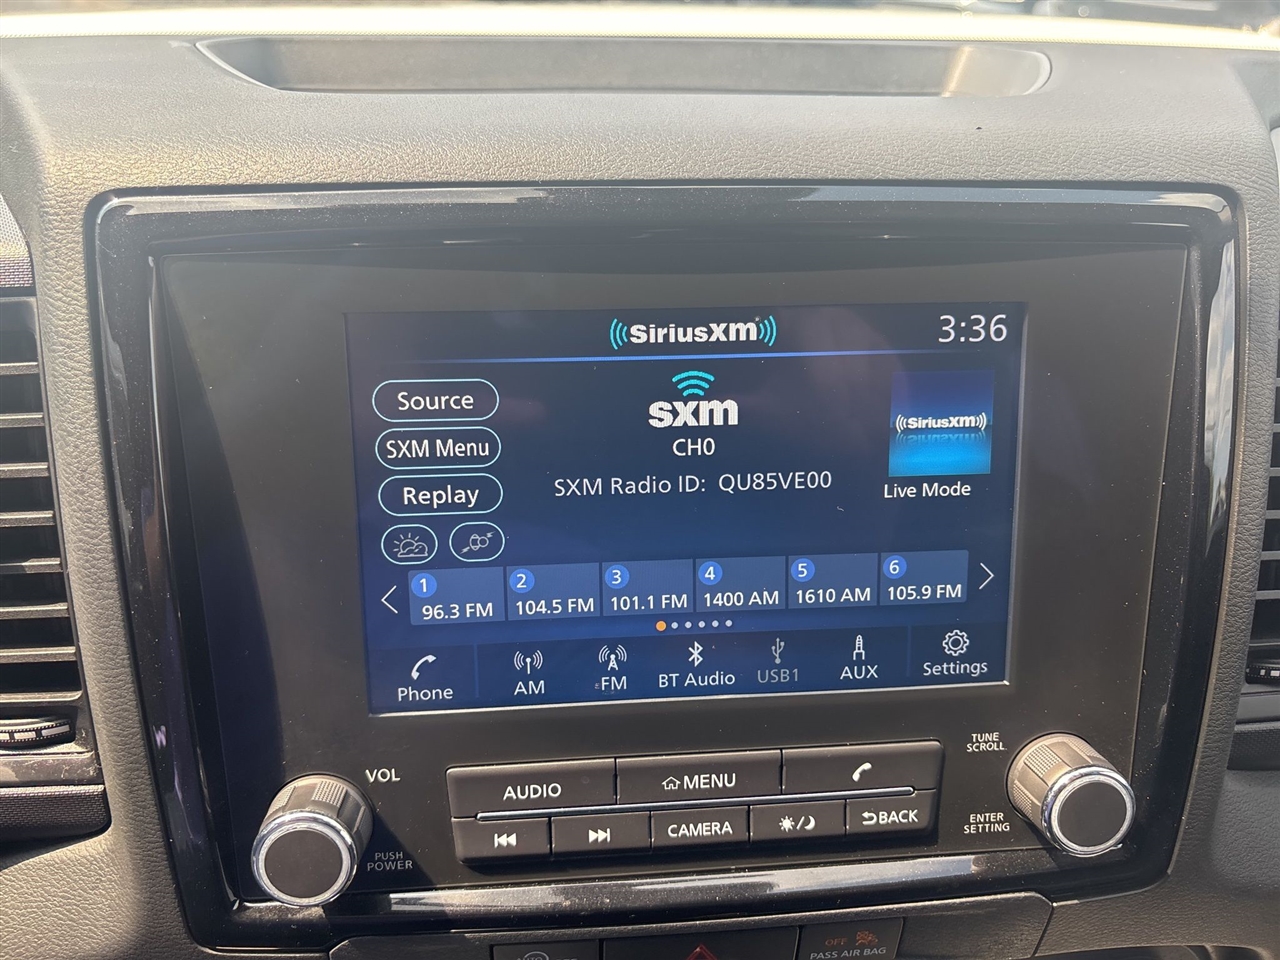 SiriusXM
3:36
Source
SXM Menu
Replay
sxm
CH0
SXM Radio ID: QU85VE00
SiriusXM
Live Mode
1
96.3 FM
2
104.5 FM
3
101.1 FM
4
1400 AM
5
1610 AM
6
105.9 FM
Phone
AM
FM
BT Audio
USB1
AUX
Settings
VOL
PUSH
POWER
AUDIO
MENU
CAMERA
BACK
TUNE
SCROLL
ENTER
SETTING
OFF
PASS AIR BAG